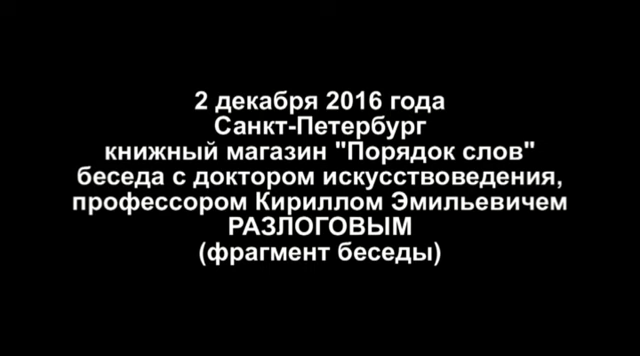 2 декабря 2016 года
Санкт-Петербург
книжный магазин "Порядок слов"
беседа с доктором искусствоведения,
профессором Кириллом Эмильевичем
РАЗЛОГОВЫМ
(фрагмент беседы)